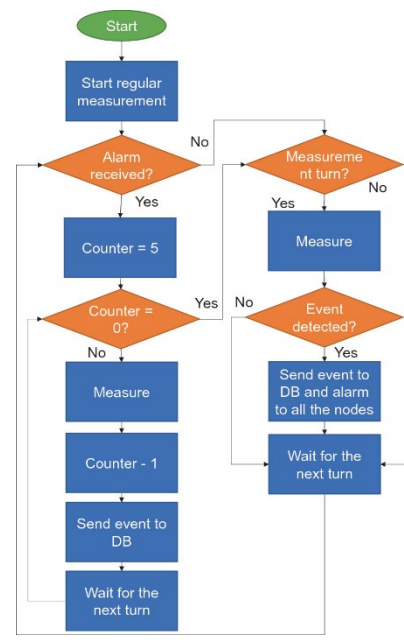 Start
Start regular
measurement
Alarm
received?
No
Yes
Counter = 5
Counter =
0?
Yes
No
Measure
Counter - 1
Send event to
DB
Wait for the
next turn
Measureme
nt turn?
No
Yes
Measure
Event
detected?
No
Yes
Send event to
DB and alarm
to all the nodes
Wait for the
next turn